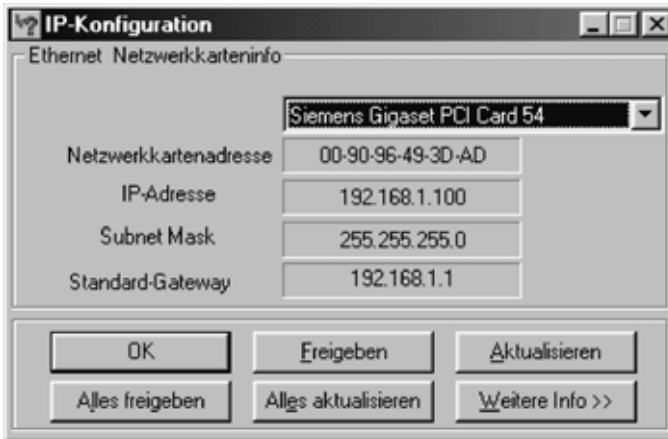 IP-Konfiguration
Ethernet Netzwerkkarteninfo
Siemens Gigaset PCI Card 54
Netzwerkkartenadresse 00-90-96-49-3D-AD
IP-Adresse 192.168.1.100
Subnet Mask 255.255.255.0
Standard-Gateway 192.168.1.1
OK Freigeben Aktualisieren
Alles freigeben Alles aktualisieren Weitere Info >>